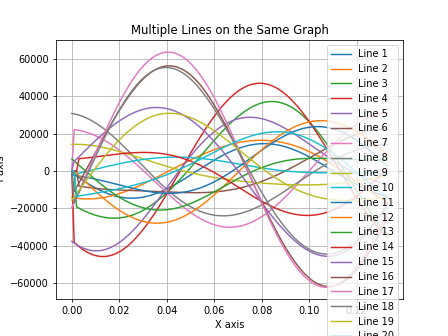 Multiple Lines on the Same Graph
60000
40000
20000
0
−20000
−40000
−60000
0.00
0.02
0.04
0.06
0.08
0.10
X axis
Line 1
Line 2
Line 3
Line 4
Line 5
Line 6
Line 7
Line 8
Line 9
Line 10
Line 11
Line 12
Line 13
Line 14
Line 15
Line 16
Line 17
Line 18
Line 19
Line 20